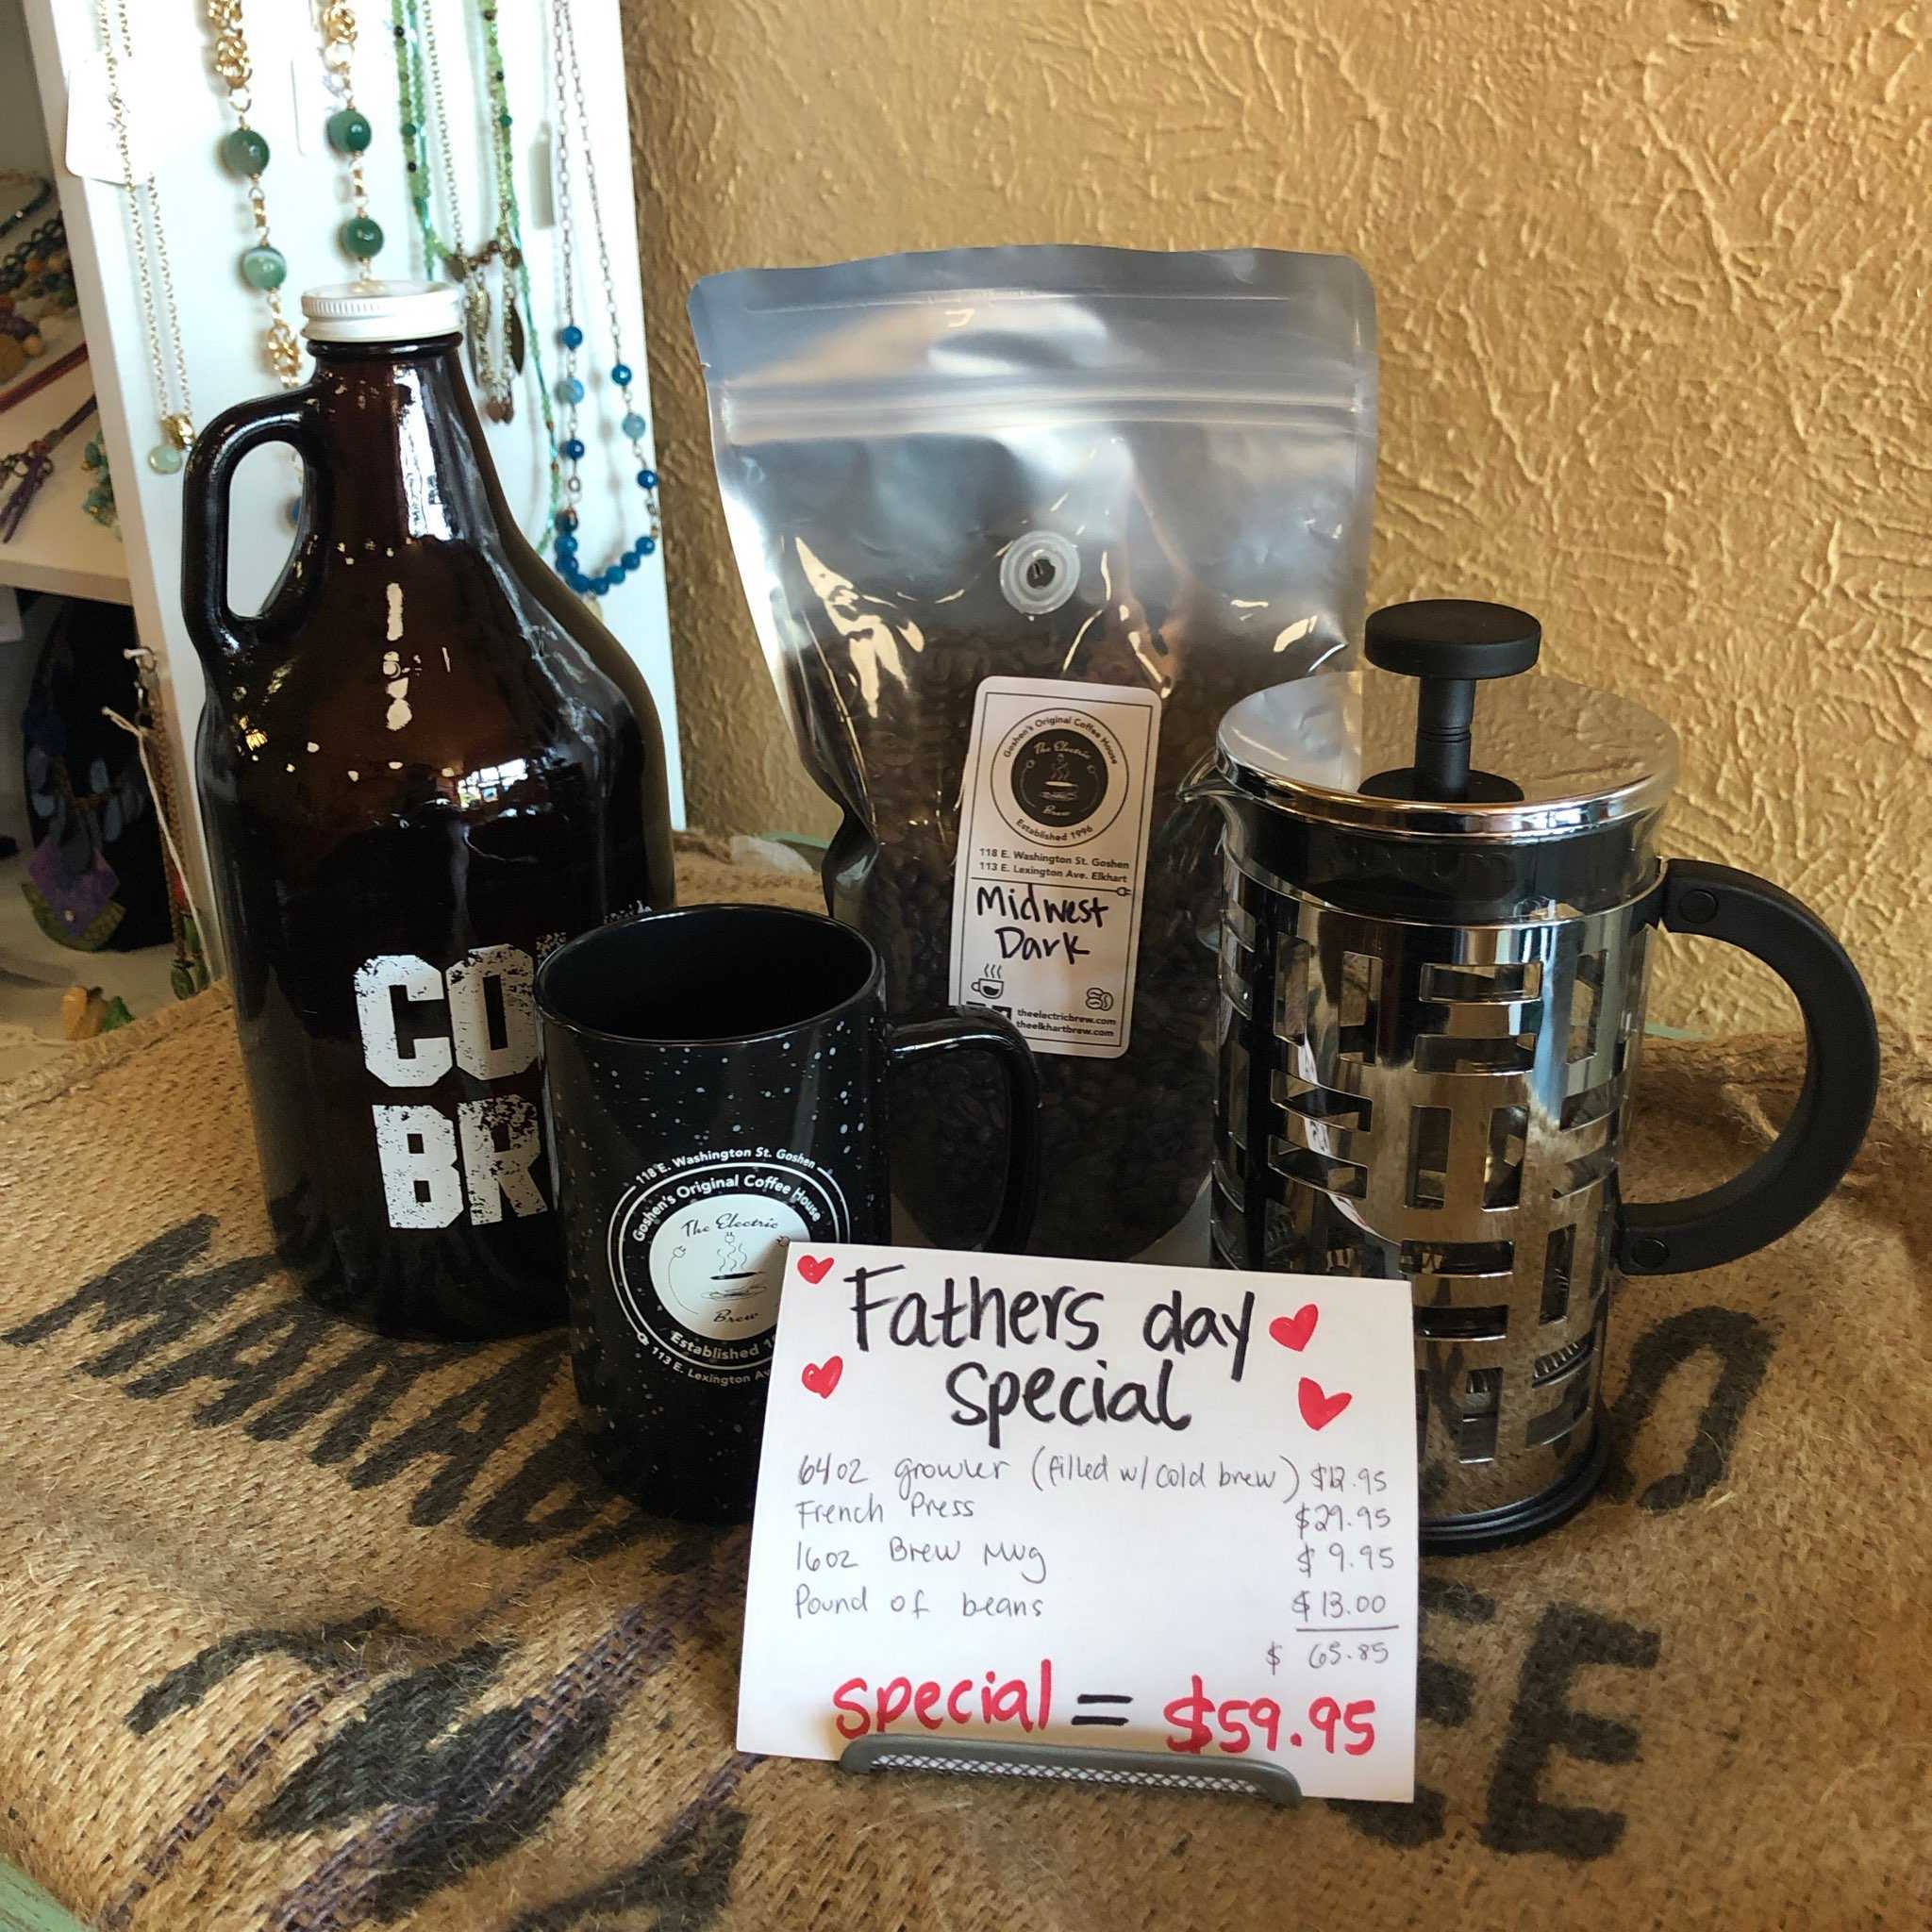 CO
BR
Goshen's Original Coffee House
The Electric
Brew
Established 1996
118 E. Washington St. Goshen
113 E. Lexington Ave. Elkhart
Midwest
Dark
theelectricbrew.com
theelkhartbrew.com
118 E. Washington St. Goshen
Goshen's Original Coffee House
The Electric
Brew
Established
113 E. Lexington
Fathers day
special
64oz growler (filled w/ cold brew) $12.95
French Press $29.95
16oz Brew Mug $9.95
Pound of beans $13.00
$ 65.85
special = $59.95